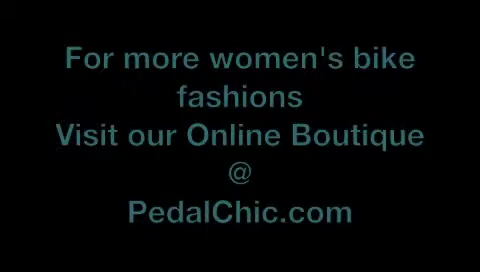 For more women's bike
fashions
Visit our Online Boutique
@
PedalChic.com